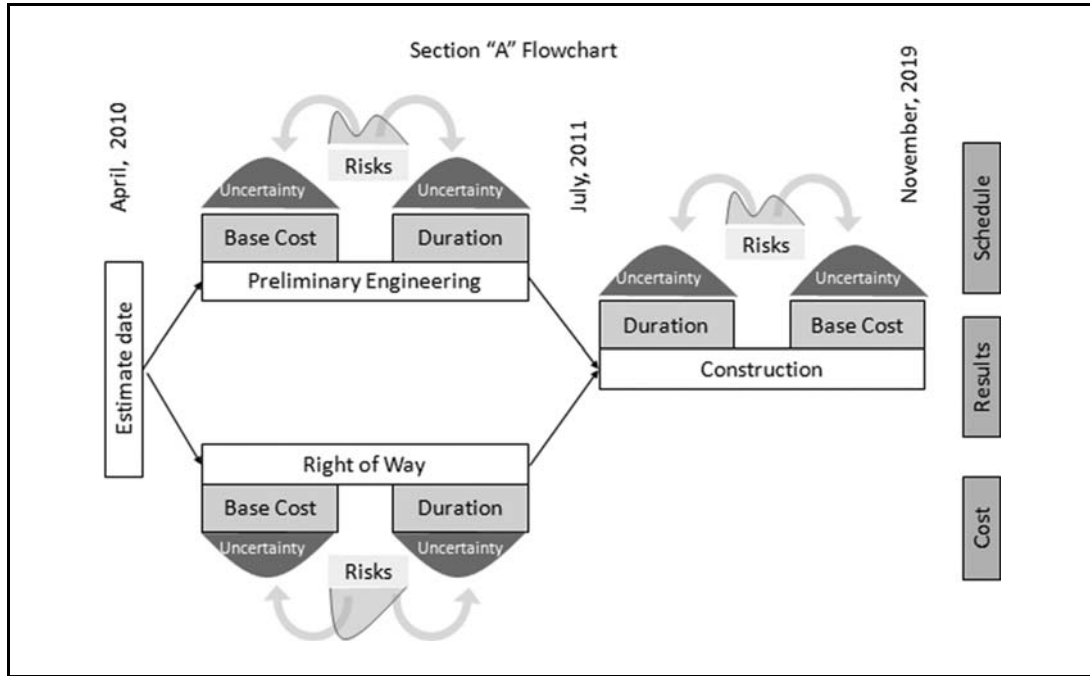 Section “A” Flowchart
April, 2010
July, 2011
November, 2019
Estimate date
Risks
Uncertainty
Uncertainty
Base Cost
Duration
Preliminary Engineering
Right of Way
Base Cost
Duration
Uncertainty
Uncertainty
Risks
Risks
Uncertainty
Uncertainty
Duration
Base Cost
Construction
Schedule
Results
Cost